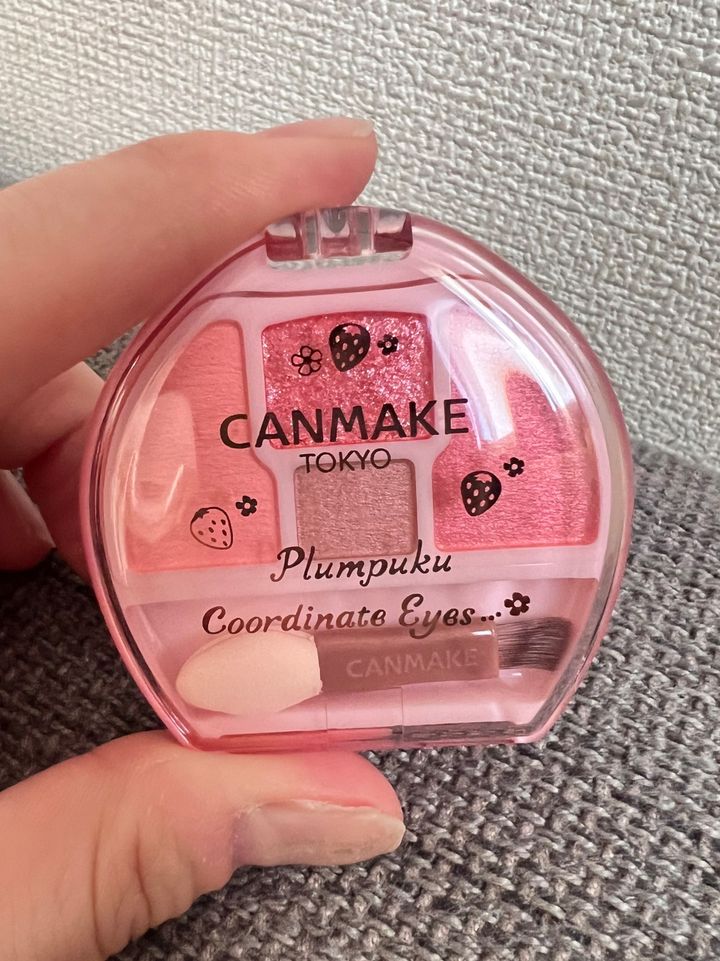 CANMAKE
TOKYO
Plumpuku
Coordinate Eyes...
CANMAKE